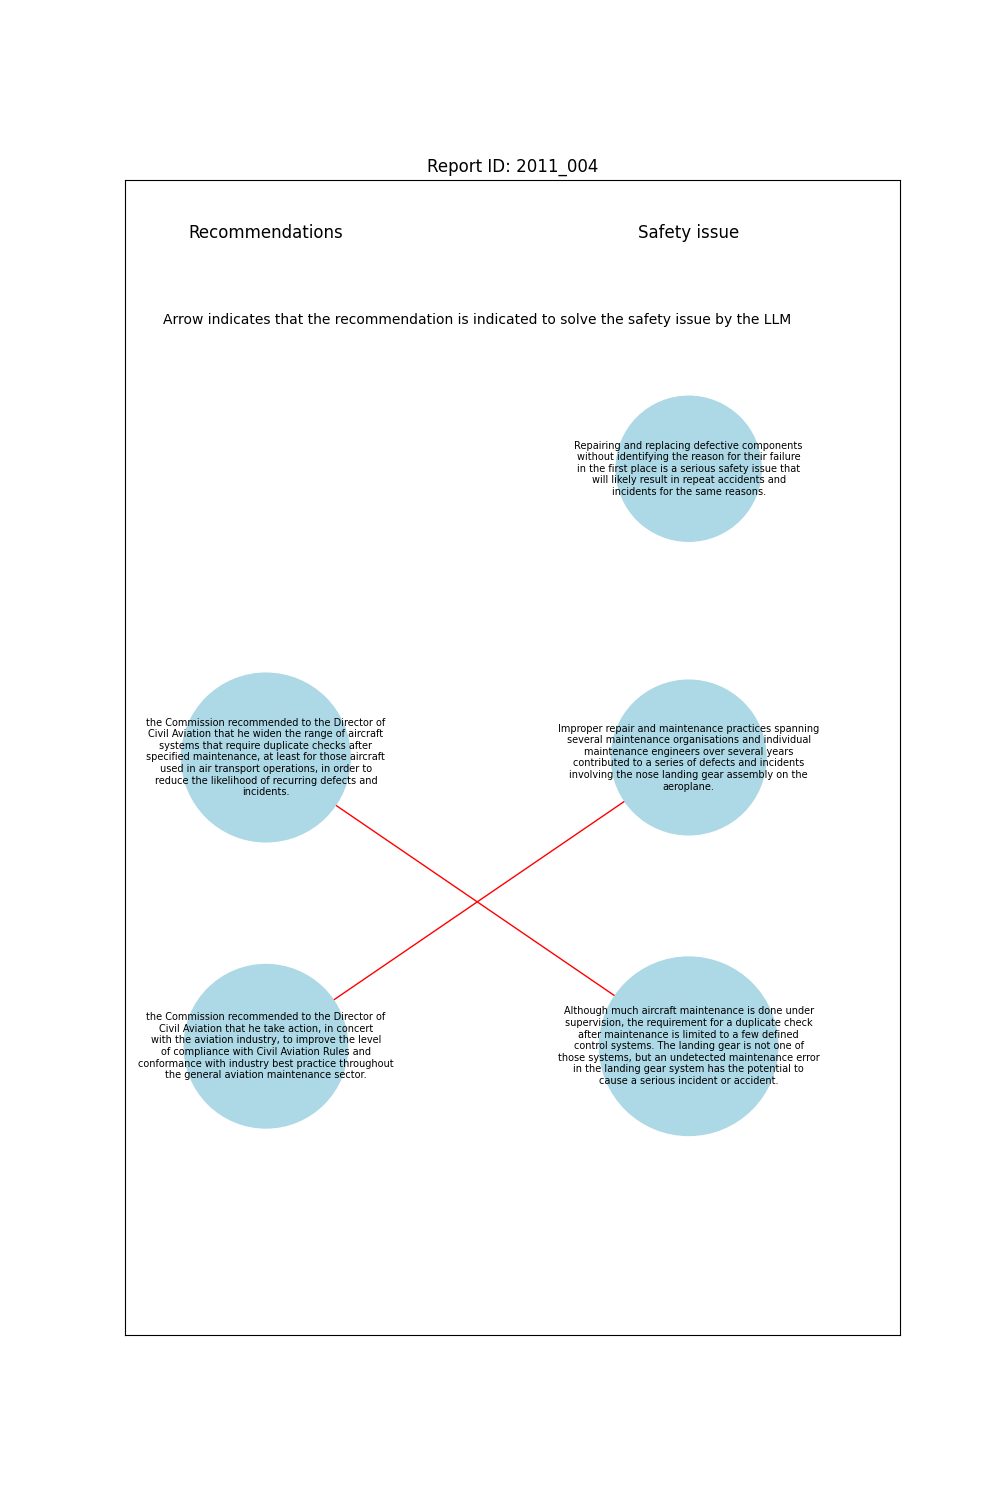 Report ID: 2011_004
Recommendations
Safety issue
Arrow indicates that the recommendation is indicated to solve the safety issue by the LLM
Repairing and replacing defective components
without identifying the reason for their failure
in the first place is a serious safety issue that
will likely result in repeat accidents and
incidents for the same reasons.
the Commission recommended to the Director of
Civil Aviation that he widen the range of aircraft
systems that require duplicate checks after
specified maintenance, at least for those aircraft
used in air transport operations, in order to
reduce the likelihood of recurring defects and
incidents.
Improper repair and maintenance practices spanning
several maintenance organisations and individual
maintenance engineers over several years
contributed to a series of defects and incidents
involving the nose landing gear assembly on the
aeroplane.
the Commission recommended to the Director of
Civil Aviation that he take action, in concert
with the aviation industry, to improve the level
of compliance with Civil Aviation Rules and
conformance with industry best practice throughout
the general aviation maintenance sector.
Although much aircraft maintenance is done under
supervision, the requirement for a duplicate check
after maintenance is limited to a few defined
control systems. The landing gear is not one of
those systems, but an undetected maintenance error
in the landing gear system has the potential to
cause a serious incident or accident.